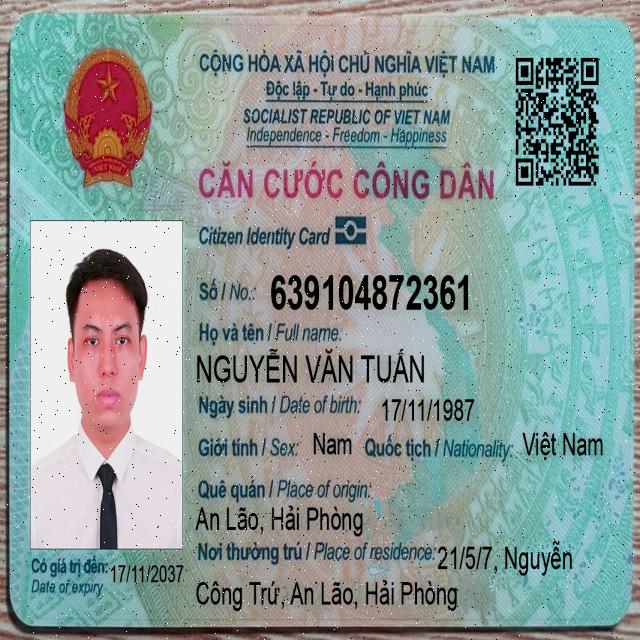 CỘNG HÒA XÃ HỘI CHỦ NGHĨA VIỆT NAM
Độc lập - Tự do - Hạnh phúc
SOCIALIST REPUBLIC OF VIET NAM
Independence - Freedom - Happiness
CĂN CƯỚC CÔNG DÂN
Citizen Identity Card
Số / No.: 639104872361
Họ và tên / Full name:
NGUYỄN VĂN TUẤN
Ngày sinh / Date of birth: 17/11/1987
Giới tính / Sex: Nam Quốc tịch / Nationality: Việt Nam
Quê quán / Place of origin:
An Lão, Hải Phòng
Nơi thường trú / Place of residence: 21/5/7, Nguyễn
Công Trứ, An Lão, Hải Phòng
Có giá trị đến: 17/11/2037
Date of expiry